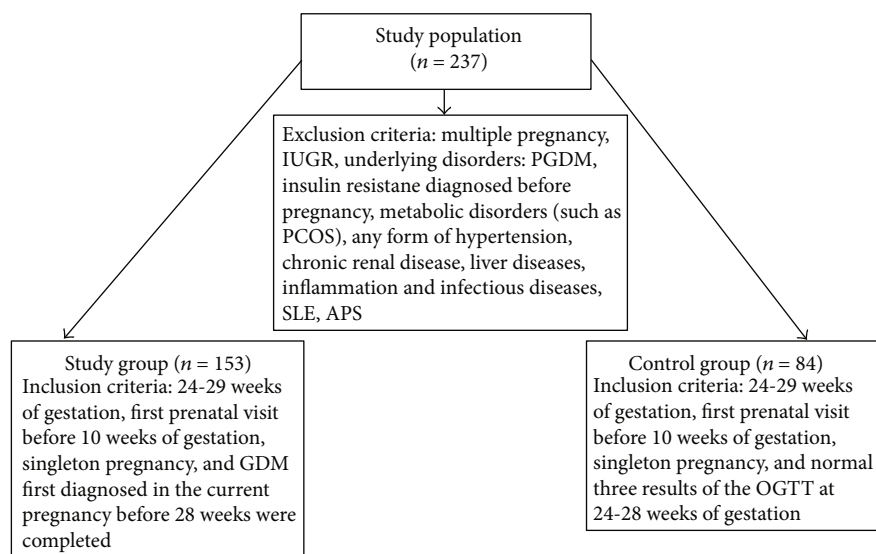 Study population
(n = 237)
Exclusion criteria: multiple pregnancy,
IUGR, underlying disorders: PGDM,
insulin resistane diagnosed before
pregnancy, metabolic disorders (such as
PCOS), any form of hypertension,
chronic renal disease, liver diseases,
inflammation and infectious diseases,
SLE, APS
Study group (n = 153)
Inclusion criteria: 24-29 weeks
of gestation, first prenatal visit
before 10 weeks of gestation,
singleton pregnancy, and GDM
first diagnosed in the current
pregnancy before 28 weeks were
completed
Control group (n = 84)
Inclusion criteria: 24-29 weeks
of gestation, first prenatal visit
before 10 weeks of gestation,
singleton pregnancy, and normal
three results of the OGTT at
24-28 weeks of gestation